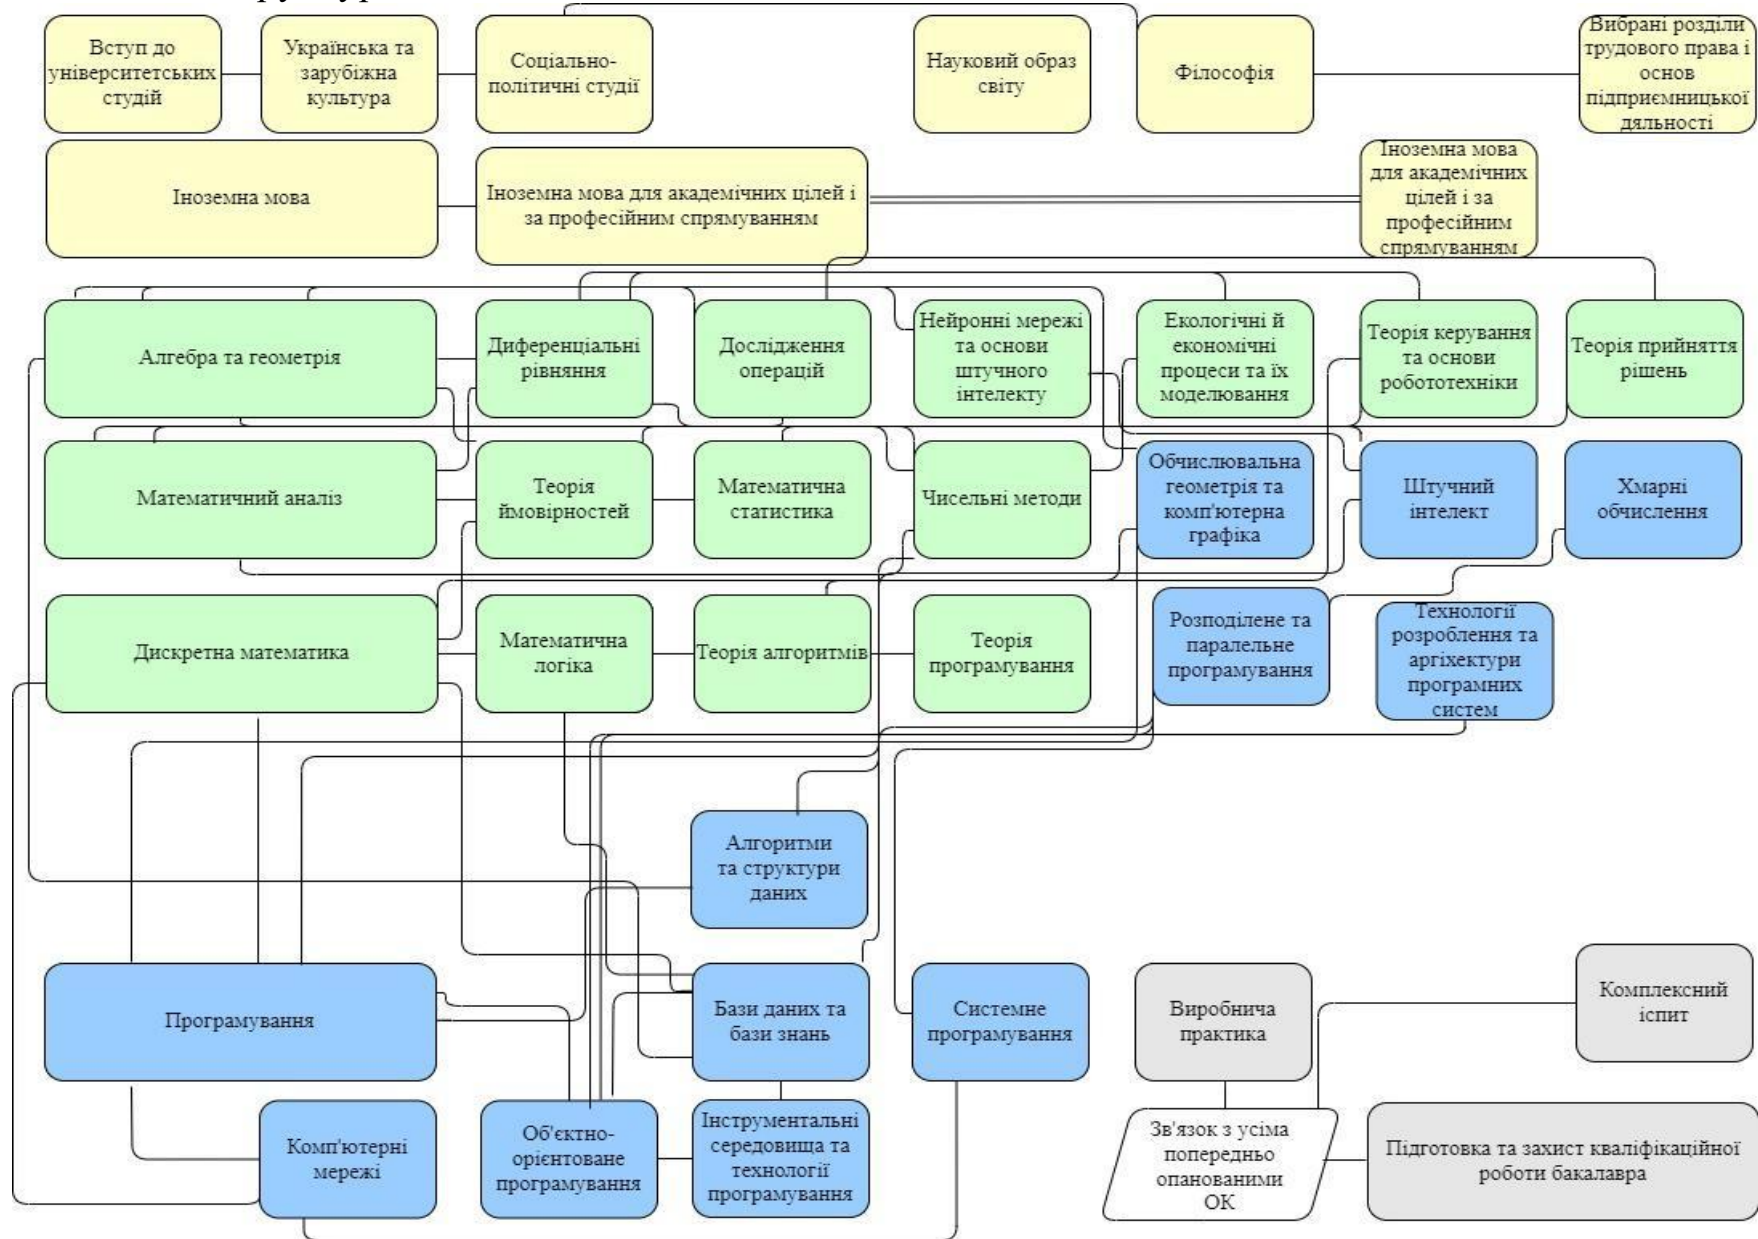 Вступ до
університетських
студій
Українська та
зарубіжна
культура
Соціально-
політичні студії
Науковий образ
світу
Філософія
Вибрані розділи
трудового права і
основ
підприємницької
дяльності
Іноземна мова
Іноземна мова для академічних цілей і
за професійним спрямуванням
Іноземна мова
для академічних
цілей і за
професійним
спрямуванням
Алгебра та геометрія
Диференціальні
рівняння
Дослідження
операцій
Нейронні мережі
та основи
штучного
інтелекту
Екологічні й
економічні
процеси та їх
моделювання
Теорія керування
та основи
робототехніки
Теорія прийняття
рішень
Математичний аналіз
Теорія
ймовірностей
Математична
статистика
Чисельні методи
Обчислювальна
геометрія та
комп'ютерна
графіка
Штучний
інтелект
Хмарні
обчислення
Дискретна математика
Математична
логіка
Теорія алгоритмів
Теорія
програмування
Розподілене та
паралельне
програмування
Технології
розроблення та
аргіхектури
програмних
систем
Алгоритми
та структури
даних
Програмування
Бази даних та
бази знань
Системне
програмування
Виробнича
практика
Комплексний
іспит
Комп'ютерні
мережі
Об'єктно-
орієнтоване
програмування
Інструментальні
середовища та
технології
програмування
Зв'язок з усіма
попередньо
опанованими
ОК
Підготовка та захист кваліфікаційної
роботи бакалавра